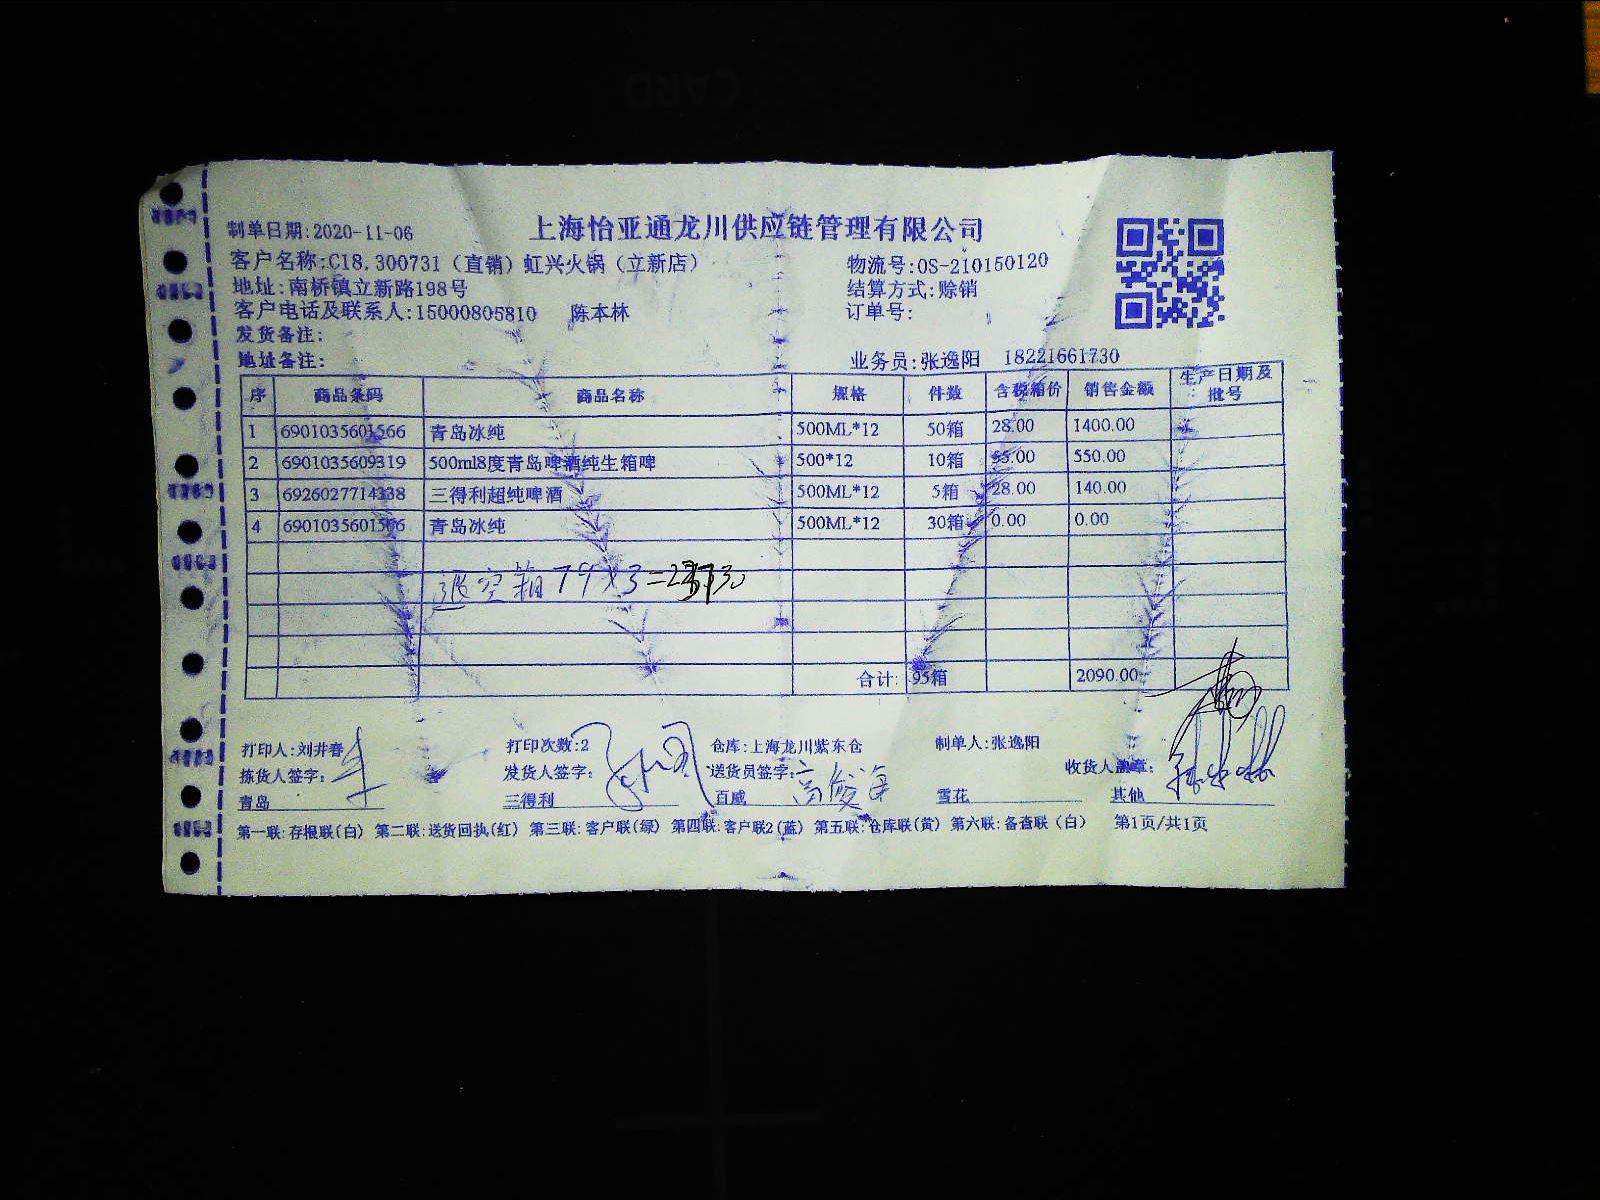 CARD
上海怡亚通龙川供应链管理有限公司
制单日期:2020-11-06
客户名称:C18.300731（直销）虹兴火锅（立新店） 物流号:OS-210150120
地址:南桥镇立新路198号 结算方式:赊销
客户电话及联系人:15000805810 陈本林 订单号:
发货备注:
地址备注: 业务员:张逸阳 18221661730
序 商品条码 商品名称 规格 件数 含税箱价 销售金额 生产日期及批号
1 6901035601566 青岛冰纯 500ML*12 50箱 28.00 1400.00
2 6901035609319 500ml8度青岛啤酒纯生箱啤 500*12 10箱 55.00 550.00
3 6926027714338 三得利超纯啤酒 500ML*12 5箱 28.00 140.00
4 6901035601566 青岛冰纯 500ML*12 30箱 0.00 0.00
退空箱79×3=
合计: 95箱 2090.00
打印人:刘井春 打印次数:2 仓库:上海龙川紫东仓 制单人:张逸阳
拣货人签字: 发货人签字: 送货员签字: 收货人盖章:
青岛 三得利 百威 雪花 其他
第一联:存根联(白) 第二联:送货回执(红) 第三联:客户联(绿) 第四联:客户联2(蓝) 第五联:仓库联(黄) 第六联:备查联（白） 第1页/共1页